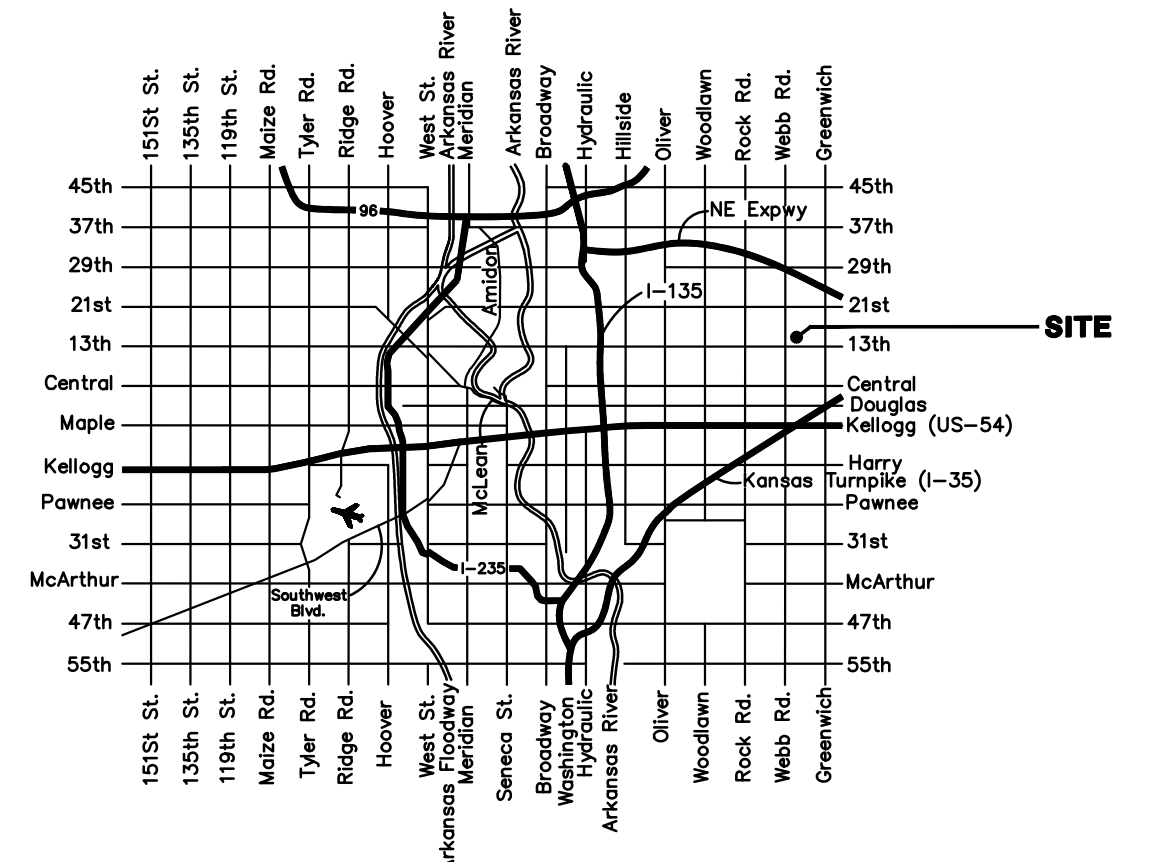 151St St.
135th St.
119th St.
Maize Rd.
Tyler Rd.
Ridge Rd.
Hoover
West St.
Arkansas River
Meridian
Arkansas River
Broadway
Hydraulic
Hillside
Oliver
Woodlawn
Rock Rd.
Webb Rd.
Greenwich
45th
45th
96
NE Expwy
37th
37th
29th
29th
Amidon
I-135
21st
21st
SITE
13th
13th
Central
Central
Douglas
Maple
Kellogg (US-54)
Kellogg
Harry
McLean
Kansas Turnpike (I-35)
Pawnee
Pawnee
31st
31st
I-235
McArthur
McArthur
Southwest
Blvd.
47th
47th
55th
55th
151St St.
135th St.
119th St.
Maize Rd.
Tyler Rd.
Ridge Rd.
Hoover
West St.
Arkansas Floodway
Meridian
Seneca St.
Broadway
Washington
Hydraulic
Arkansas River
Oliver
Woodlawn
Rock Rd.
Webb Rd.
Greenwich